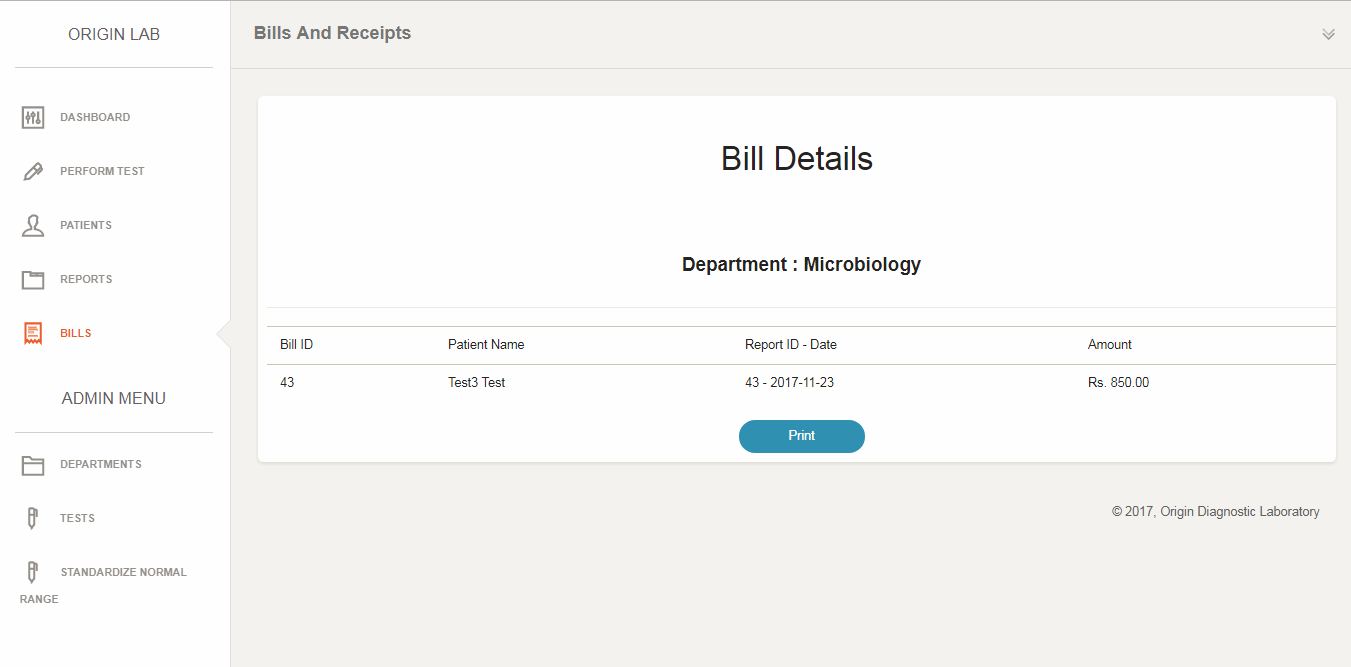 ORIGIN LAB
DASHBOARD
PERFORM TEST
PATIENTS
REPORTS
BILLS
ADMIN MENU
DEPARTMENTS
TESTS
STANDARDIZE NORMAL
RANGE
Bills And Receipts
Bill Details
Department : Microbiology
Bill ID Patient Name Report ID - Date Amount
43 Test3 Test 43 - 2017-11-23 Rs. 850.00
Print
© 2017, Origin Diagnostic Laboratory